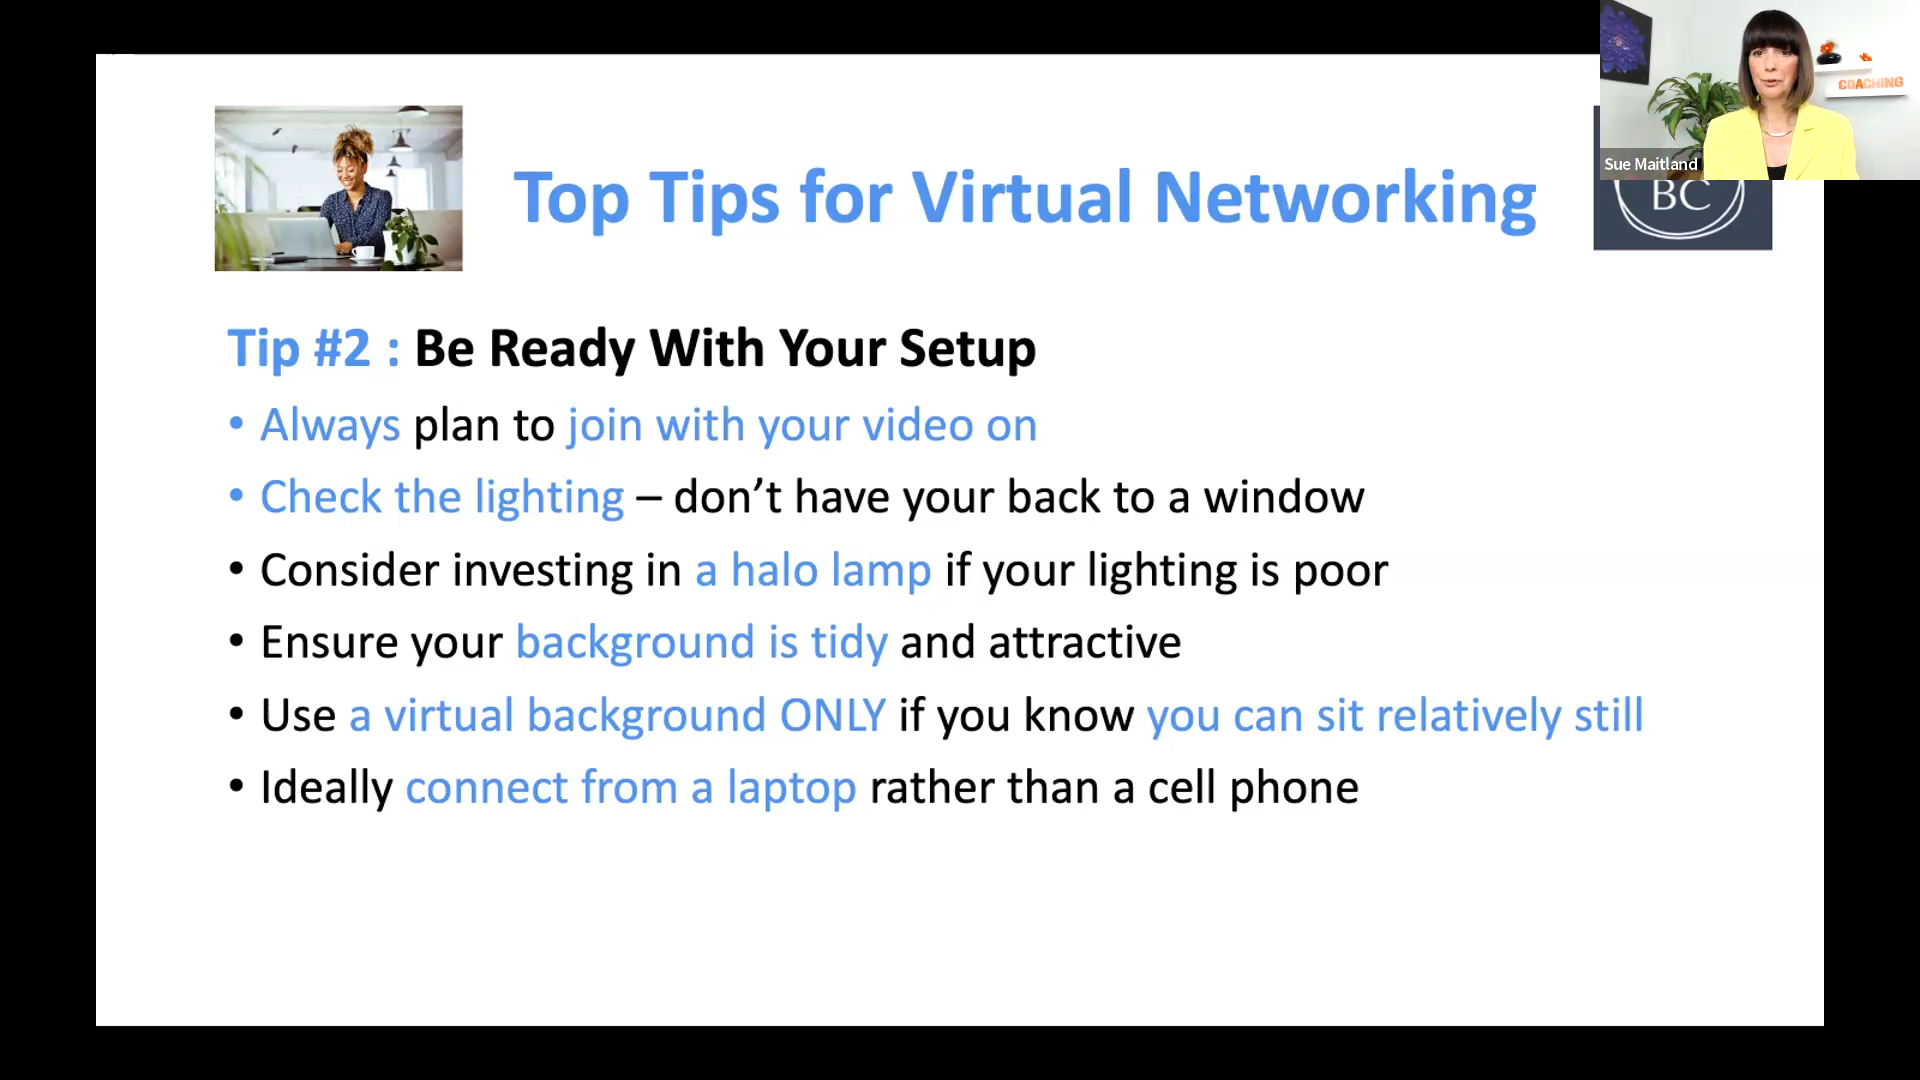 COACHING
Sue Maitland
BC
Top Tips for Virtual Networking
Tip #2 : Be Ready With Your Setup
• Always plan to join with your video on
• Check the lighting – don’t have your back to a window
• Consider investing in a halo lamp if your lighting is poor
• Ensure your background is tidy and attractive
• Use a virtual background ONLY if you know you can sit relatively still
• Ideally connect from a laptop rather than a cell phone